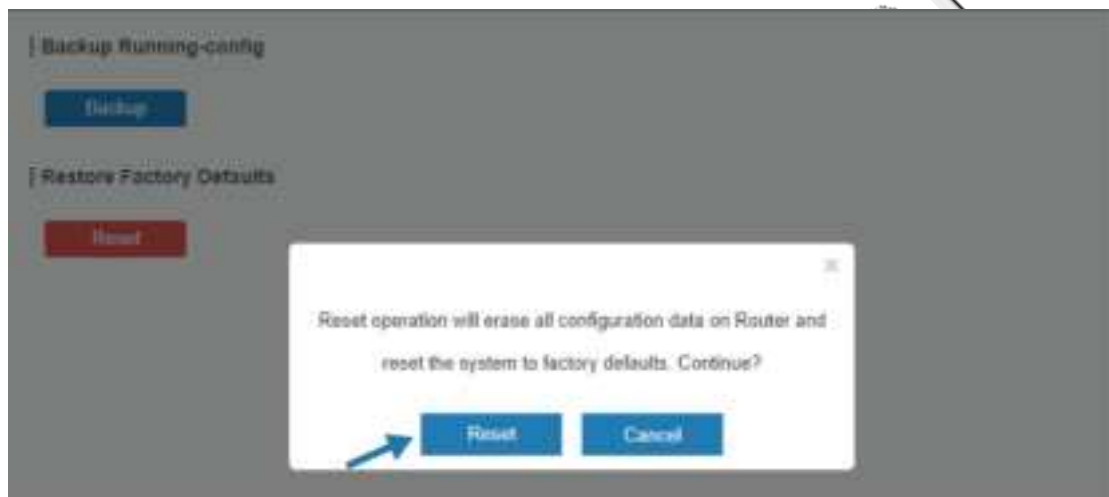 Backup Running-config
Backup
Restore Factory Defaults
Reset
Reset operation will erase all configuration data on Router and
reset the system to factory defaults. Continue?
Reset
Cancel